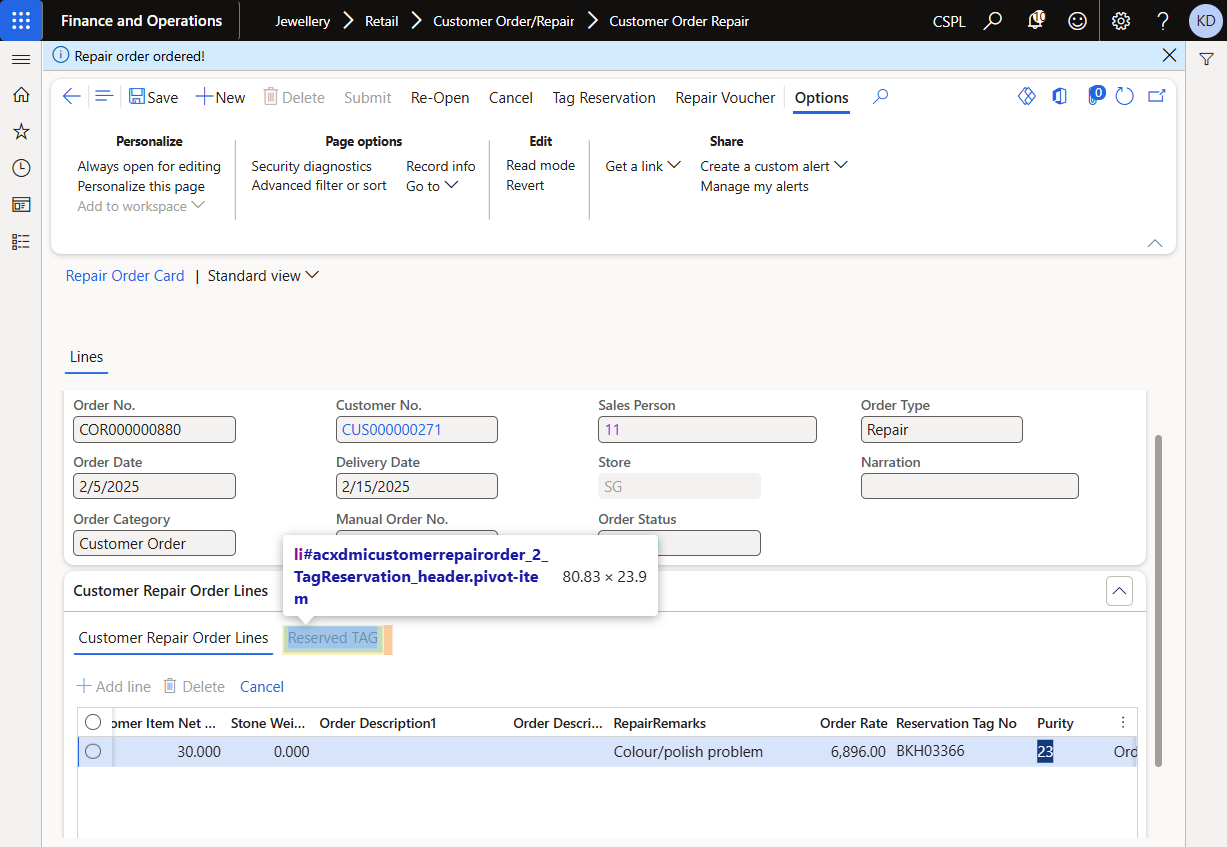 Finance and Operations
Jewellery > Retail > Customer Order/Repair > Customer Order Repair
CSPL
10
?
KD
Repair order ordered!
Save New Delete Submit Re-Open Cancel Tag Reservation Repair Voucher Options
0
Personalize
Always open for editing
Personalize this page
Add to workspace
Page options
Security diagnostics
Advanced filter or sort
Record info
Go to
Edit
Read mode
Revert
Get a link
Share
Create a custom alert
Manage my alerts
Repair Order Card | Standard view
Lines
Order No.
COR000000880
Customer No.
CUS000000271
Sales Person
11
Order Type
Repair
Order Date
2/5/2025
Delivery Date
2/15/2025
Store
SG
Narration
Order Category
Customer Order
Manual Order No.
Order Status
li#acxdmicustomerrepairorder_2_
TagReservation_header.pivot-ite
m
80.83 × 23.9
Customer Repair Order Lines
Customer Repair Order Lines Reserved TAG
Add line Delete Cancel
omer Item Net ... Stone Wei... Order Description1 Order Descri... RepairRemarks Order Rate Reservation Tag No Purity
30.000 0.000 Colour/polish problem 6,896.00 BKH03366 23 Ord